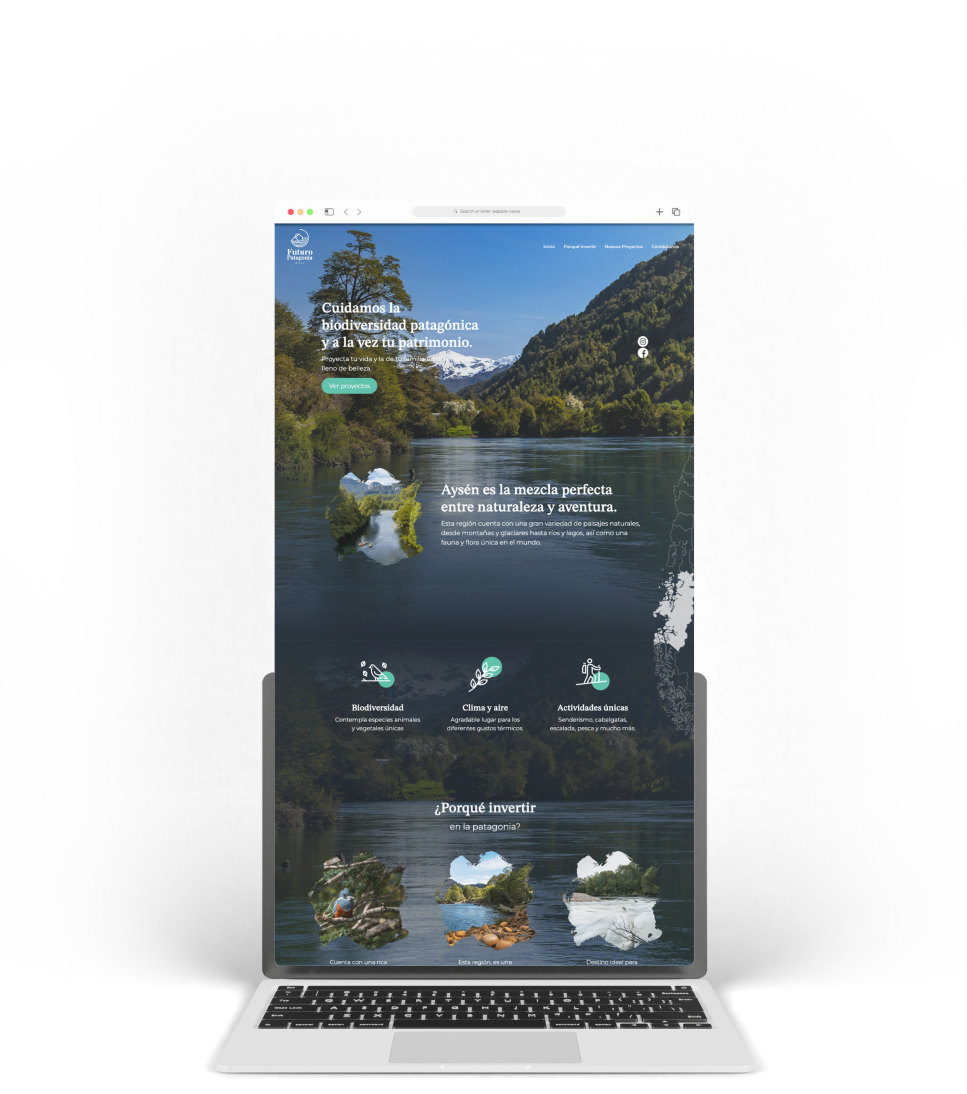 Search or enter website name
Futuro
Patagonia
Inicio
Porqué invertir
Nuevos Proyectos
Cuidamos la
biodiversidad patagónica
y a la vez tu patrimonio.
Proyecta tu vida y la de tu familia
lleno de belleza
Ver proyectos
Aysén es la mezcla perfecta
entre naturaleza y aventura.
Esta región cuenta con una gran variedad de paisajes naturales,
desde montañas y glaciares hasta ríos y lagos, así como una
fauna y flora única en el mundo.
Biodiversidad
Contempla especies animales
y vegetales únicas
Clima y aire
Agradable lugar para los
diferentes gustos térmicos
Actividades únicas
Senderismo, cabalgatas,
escalada, pesca y mucho más.
¿Porqué invertir
en la patagonia?
Cuenta con una rica
Esta región, es una
Destino ideal para